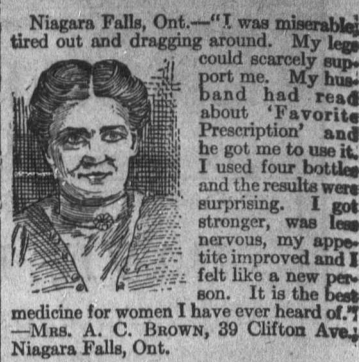 Niagara Falls, Ont.—"I was miserable,
tired out and dragging around. My legs
could scarcely sup-
port me. My hus-
band had read
about 'Favorite
Prescription' and
he got me to use it.
I used four bottles
and the results were
surprising. I got
stronger, was less
nervous, my appe-
tite improved and I
felt like a new per-
son. It is the best
medicine for women I have ever heard of."
—MRS. A. C. BROWN, 39 Clifton Ave.,
Niagara Falls, Ont.